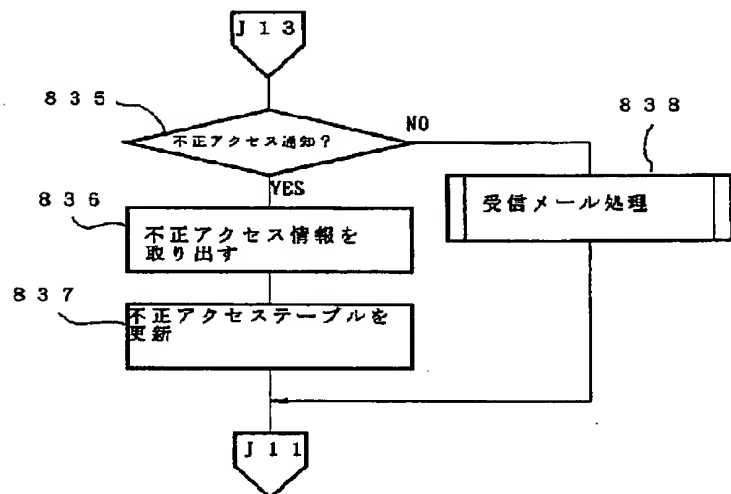 J13
835
不正アクセス通知?
NO
838
YES
836
不正アクセス情報を
取り出す
受信メール処理
837
不正アクセステーブルを
更新
J11